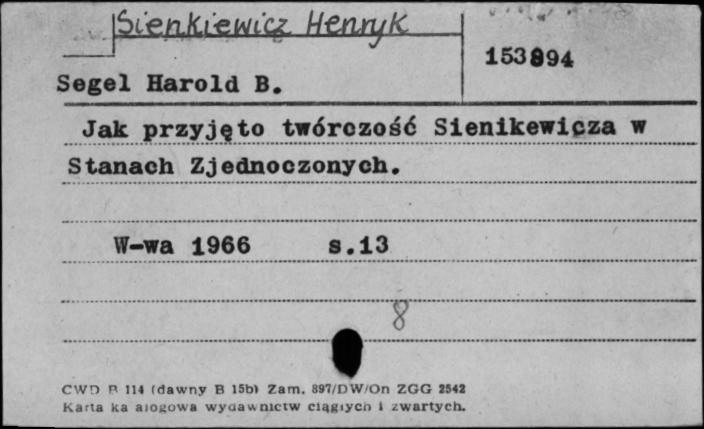 Sienkiewicz Henryk
153894
Segel Harold B.
Jak przyjęto twórczość Sienikewicza w
Stanach Zjednoczonych.
W-wa 1966 s.13
8
CWD B 114 (dawny B 15b) Zam. 897/DW/On ZGG 2542
Karta ka alogowa wydawnictw ciągłych i zwartych.